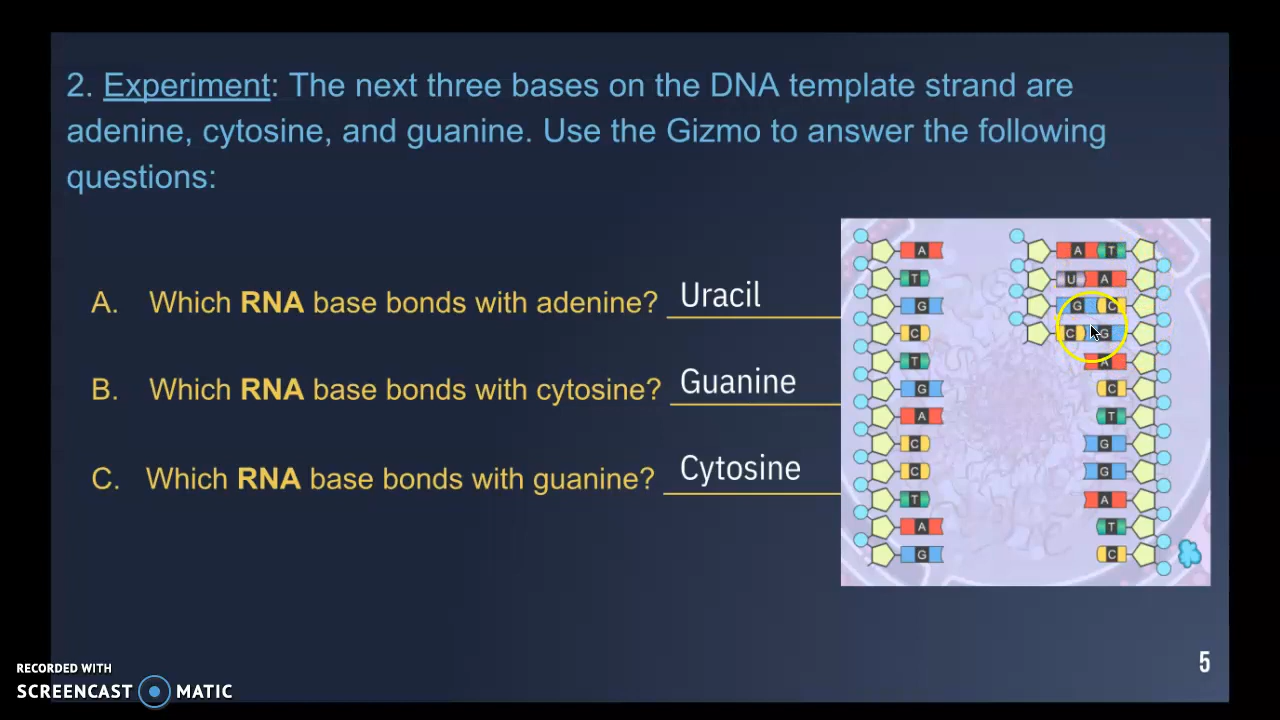 2. Experiment: The next three bases on the DNA template strand are
adenine, cytosine, and guanine. Use the Gizmo to answer the following
questions:
A. Which RNA base bonds with adenine? Uracil
B. Which RNA base bonds with cytosine? Guanine
C. Which RNA base bonds with guanine? Cytosine
A A T
T U A
G G C
C C G
T A
G C
A T
C G
C G
T A
A T
G C
5
RECORDED WITH
SCREENCAST MATIC